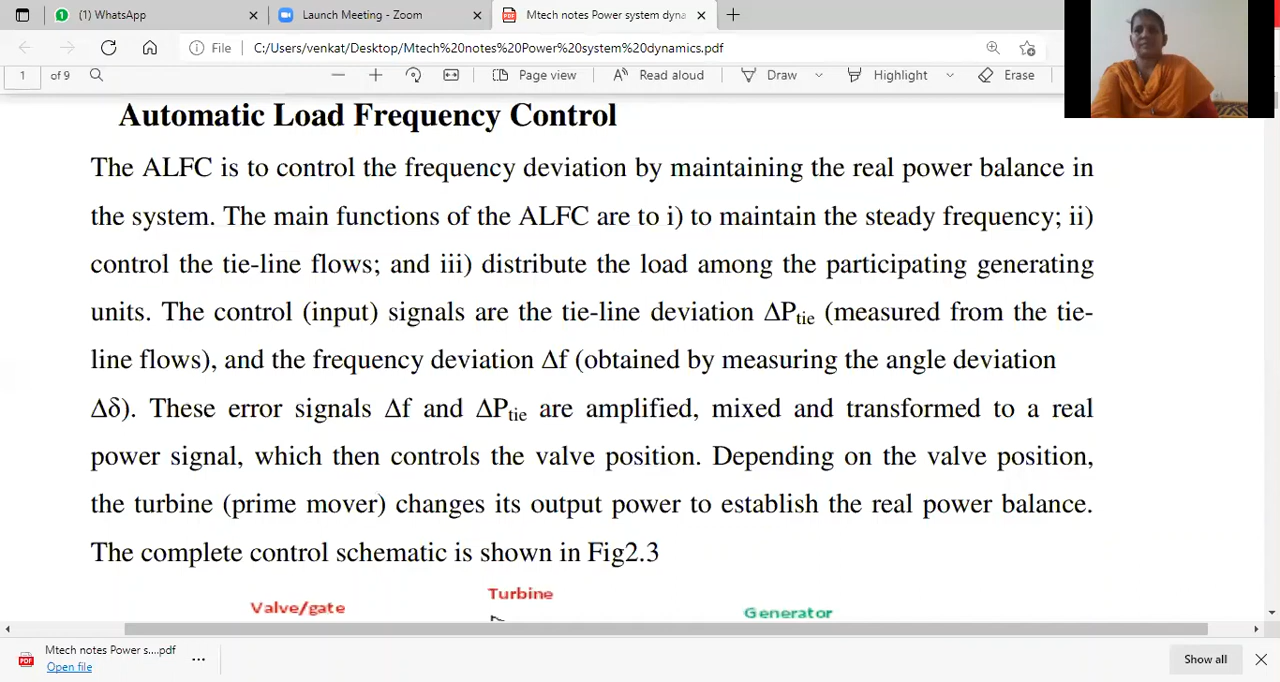 (1) WhatsApp
Launch Meeting - Zoom
Mtech notes Power system dyna
File
C:/Users/venkat/Desktop/Mtech%20notes%20Power%20system%20dynamics.pdf
1 of 9
Page view
Read aloud
Draw
Highlight
Erase
Automatic Load Frequency Control
The ALFC is to control the frequency deviation by maintaining the real power balance in
the system. The main functions of the ALFC are to i) to maintain the steady frequency; ii)
control the tie-line flows; and iii) distribute the load among the participating generating
units. The control (input) signals are the tie-line deviation ΔPtie (measured from the tie-
line flows), and the frequency deviation Δf (obtained by measuring the angle deviation
Δδ). These error signals Δf and ΔPtie are amplified, mixed and transformed to a real
power signal, which then controls the valve position. Depending on the valve position,
the turbine (prime mover) changes its output power to establish the real power balance.
The complete control schematic is shown in Fig2.3
Turbine
Valve/gate
Generator
Mtech notes Power s....pdf
Open file
Show all